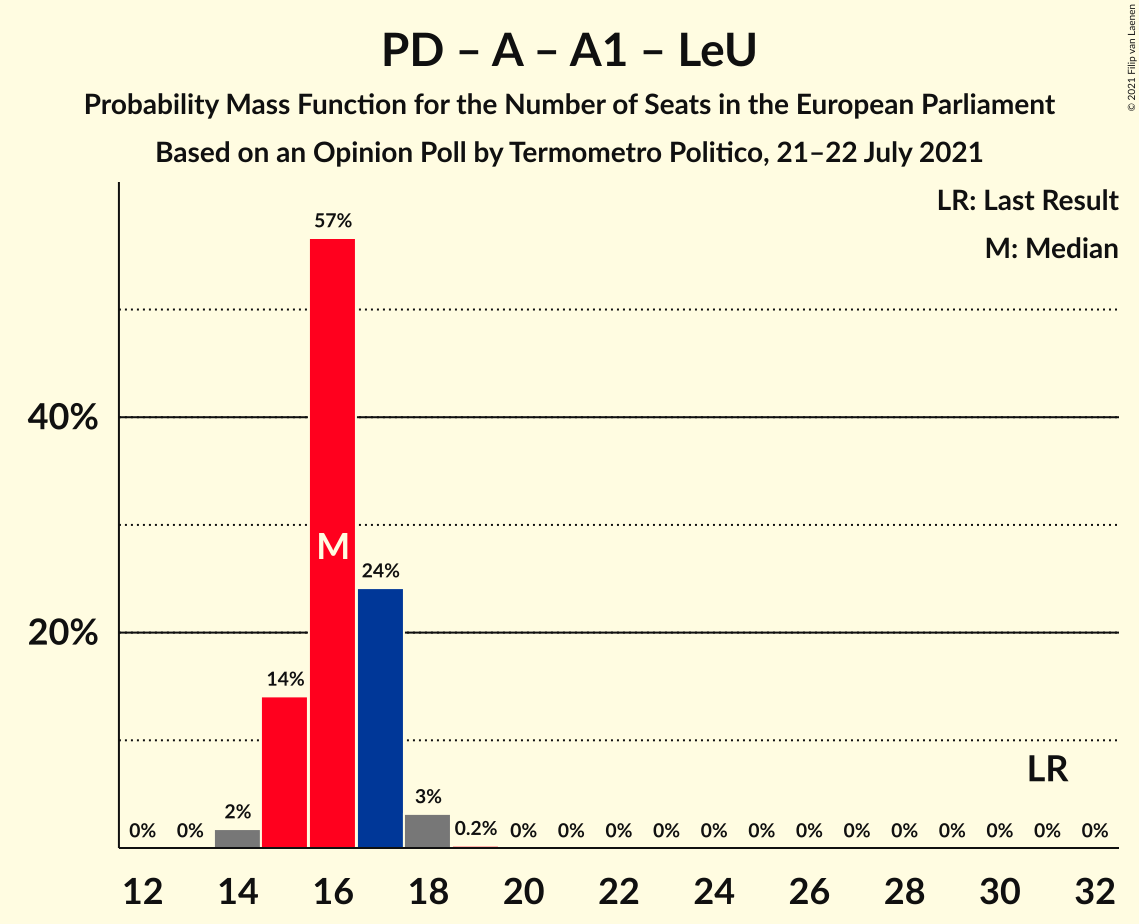 PD – A – A1 – LeU
Probability Mass Function for the Number of Seats in the European Parliament
Based on an Opinion Poll by Termometro Politico, 21–22 July 2021
© 2021 Filip van Laenen
LR: Last Result
M: Median
57%
40%
M
24%
20%
14%
LR
0% 0% 2% 3% 0.2% 0% 0% 0% 0% 0% 0% 0% 0% 0% 0% 0% 0% 0%
12 14 16 18 20 22 24 26 28 30 32